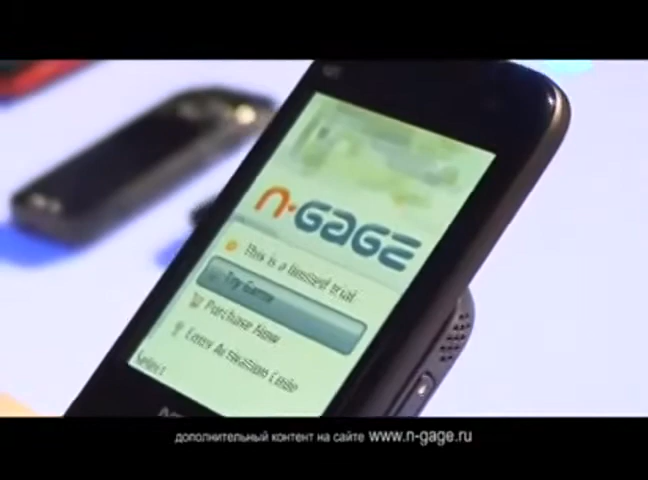 n·GaGE
This is a limited trial
Try Game
Purchase Now
Enter Activation Code
Select
дополнительный контент на сайте www.n-gage.ru